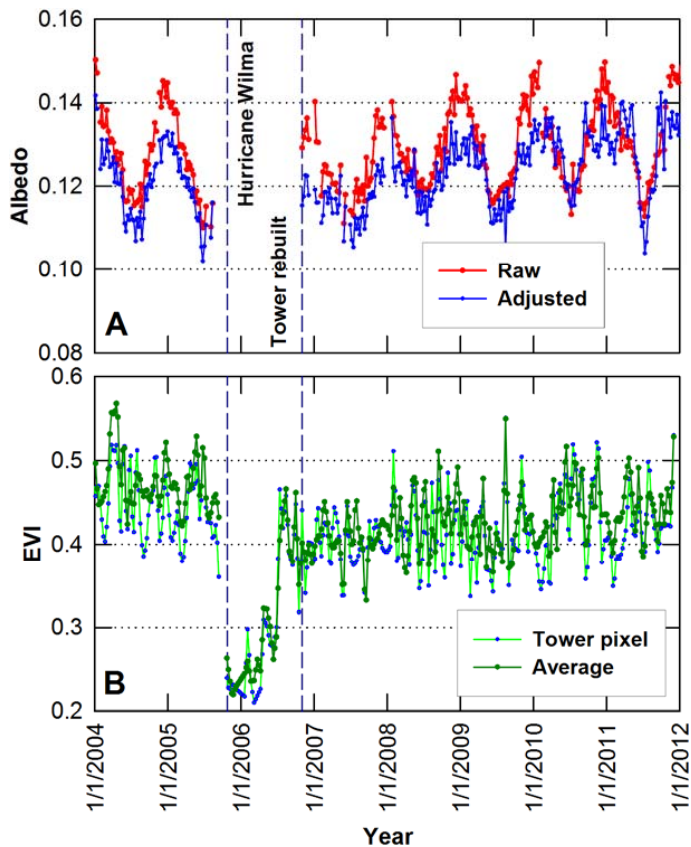 0.16
0.14
0.12
0.10
0.08
Albedo
Hurricane Wilma
Tower rebuilt
A
Raw
Adjusted
0.6
0.5
0.4
0.3
0.2
EVI
B
Tower pixel
Average
1/1/2004
1/1/2005
1/1/2006
1/1/2007
1/1/2008
1/1/2009
1/1/2010
1/1/2011
1/1/2012
Year